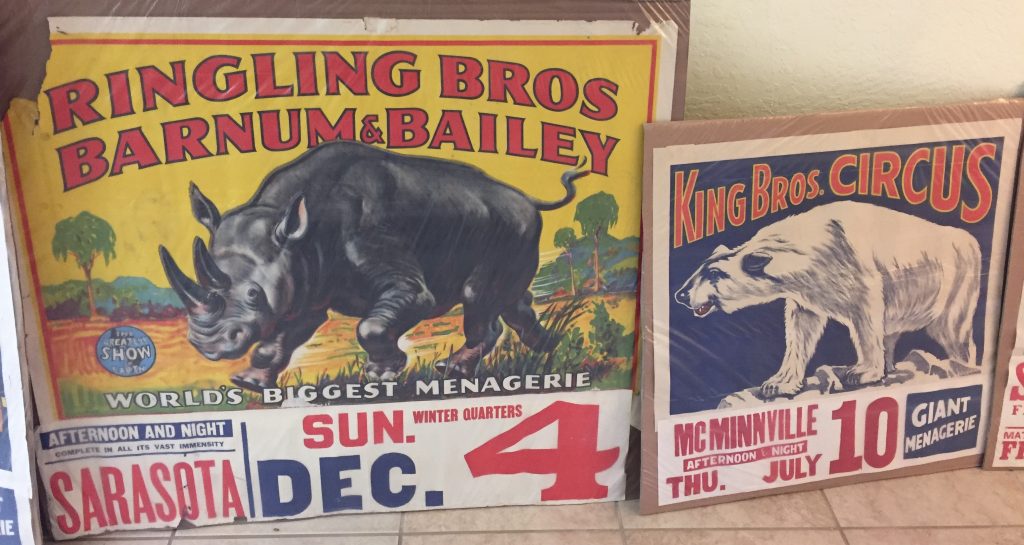 RINGLING BROS
BARNUM & BAILEY
THE
GREATEST
SHOW
ON EARTH
WORLD'S BIGGEST MENAGERIE
AFTERNOON AND NIGHT
COMPLETE IN ALL ITS VAST IMMENSITY
SARASOTA
SUN. WINTER QUARTERS
DEC. 4
KING BROS. CIRCUS
MCMINNVILLE
AFTERNOON & NIGHT
THU. JULY 10
GIANT
MENAGERIE